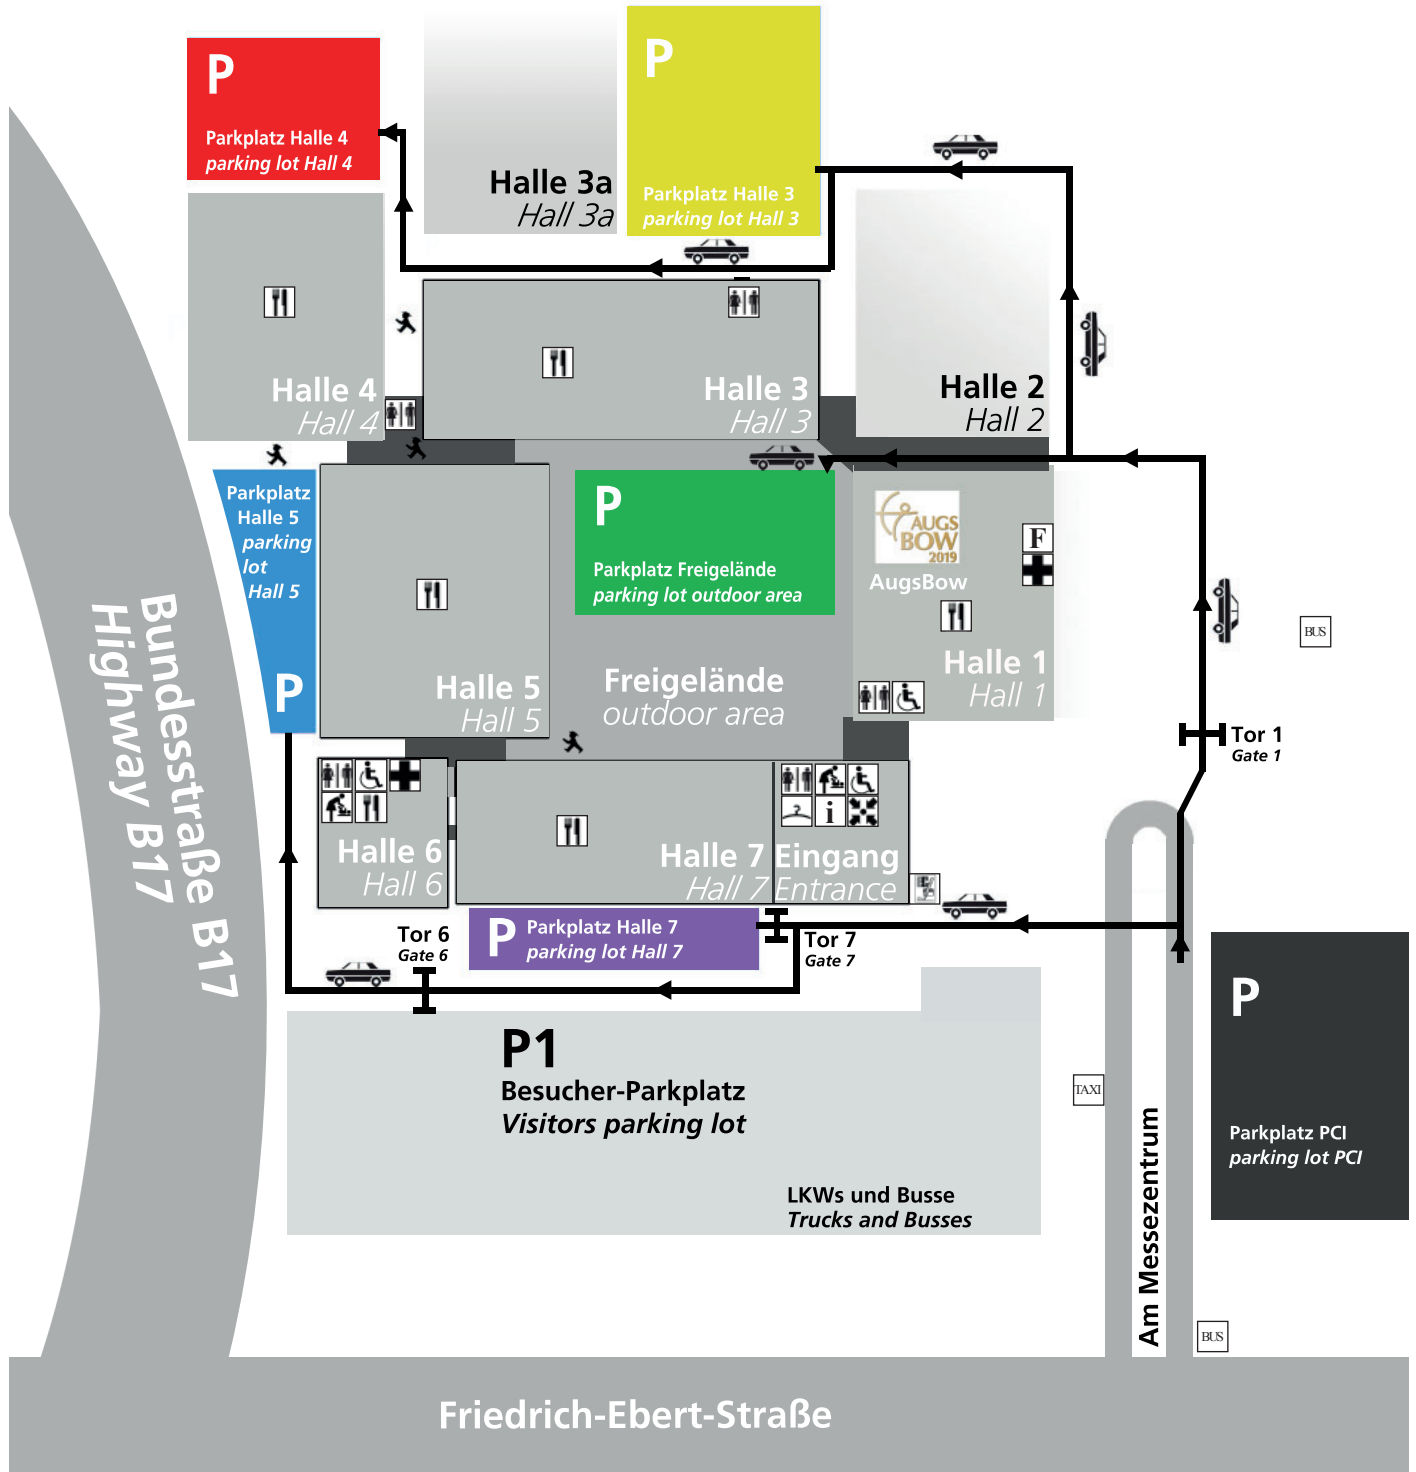 P
Parkplatz Halle 4
parking lot Hall 4
Halle 3a
Hall 3a
P
Parkplatz Halle 3
parking lot Hall 3
Halle 4
Hall 4
Halle 3
Hall 3
Halle 2
Hall 2
Parkplatz
Halle 5
parking
lot
Hall 5
P
Halle 5
Hall 5
P
Parkplatz Freigelände
parking lot outdoor area
Freigelände
outdoor area
AUGS
BOW
2019
AugsBow
F
Halle 1
Hall 1
BUS
Tor 1
Gate 1
Bundesstraße B17
Highway B17
Halle 6
Hall 6
Halle 7
Hall 7
i
Eingang
Entrance
Tor 6
Gate 6
P
Parkplatz Halle 7
parking lot Hall 7
Tor 7
Gate 7
P1
Besucher-Parkplatz
Visitors parking lot
LKWs und Busse
Trucks and Busses
TAXI
Am Messezentrum
P
Parkplatz PCI
parking lot PCI
BUS
Friedrich-Ebert-Straße